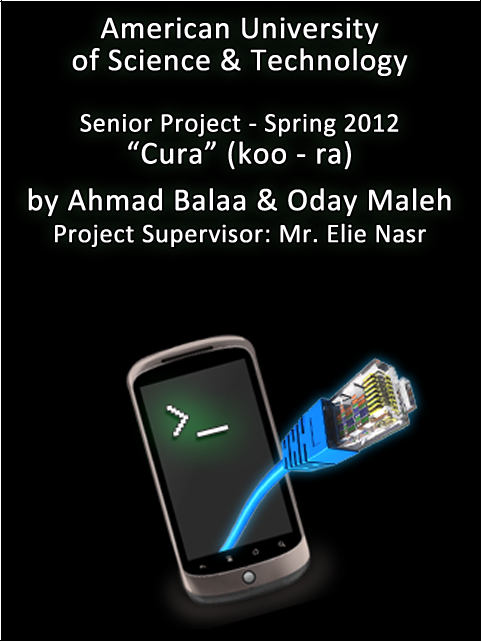 American University
of Science & Technology
Senior Project - Spring 2012
“Cura” (koo - ra)
by Ahmad Balaa & Oday Maleh
Project Supervisor: Mr. Elie Nasr
>_